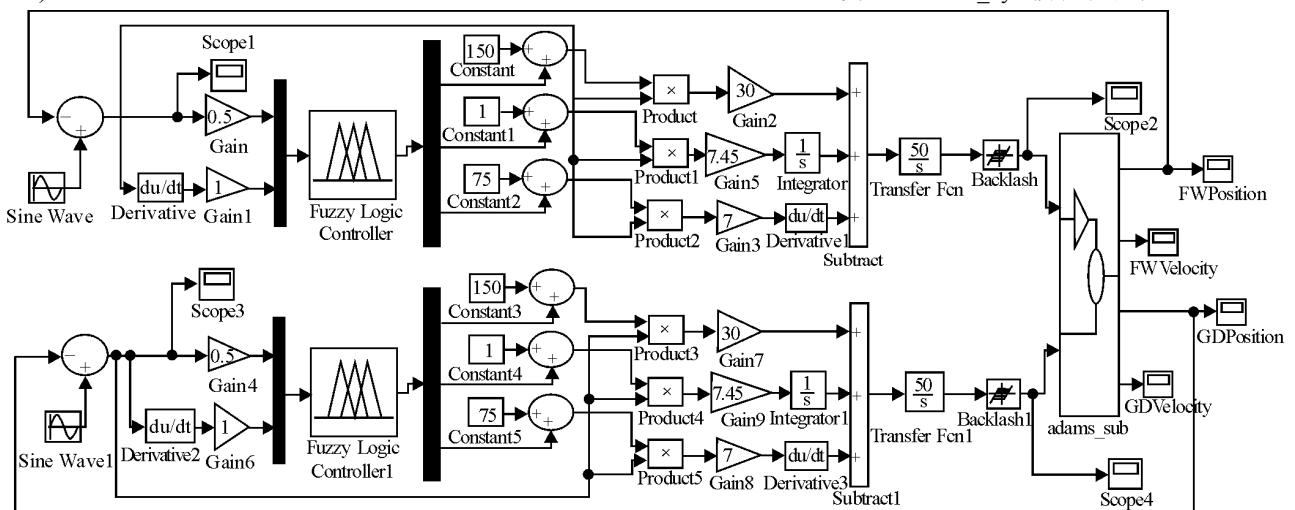 Scope1
0.5
Gain
du/dt
Derivative
1
Gain1
Sine Wave
Fuzzy Logic
Controller
150
Constant
1
Constant1
75
Constant2
×
Product
×
Product1
×
Product2
30
Gain2
7.45
Gain5
1
s
Integrator
7
Gain3
du/dt
Derivative1
Subtract
50
s
Transfer Fcn
Backlash
Scope2
FWPosition
FWVelocity
GDPosition
GDVelocity
adams_sub
Scope3
0.5
Gain4
du/dt
Derivative2
1
Gain6
Sine Wave1
Fuzzy Logic
Controller1
150
Constant3
1
Constant4
75
Constant5
×
Product3
×
Product4
×
Product5
30
Gain7
7.45
Gain9
1
s
Integrator1
7
Gain8
du/dt
Derivative3
Subtract1
50
s
Transfer Fcn1
Backlash1
Scope4